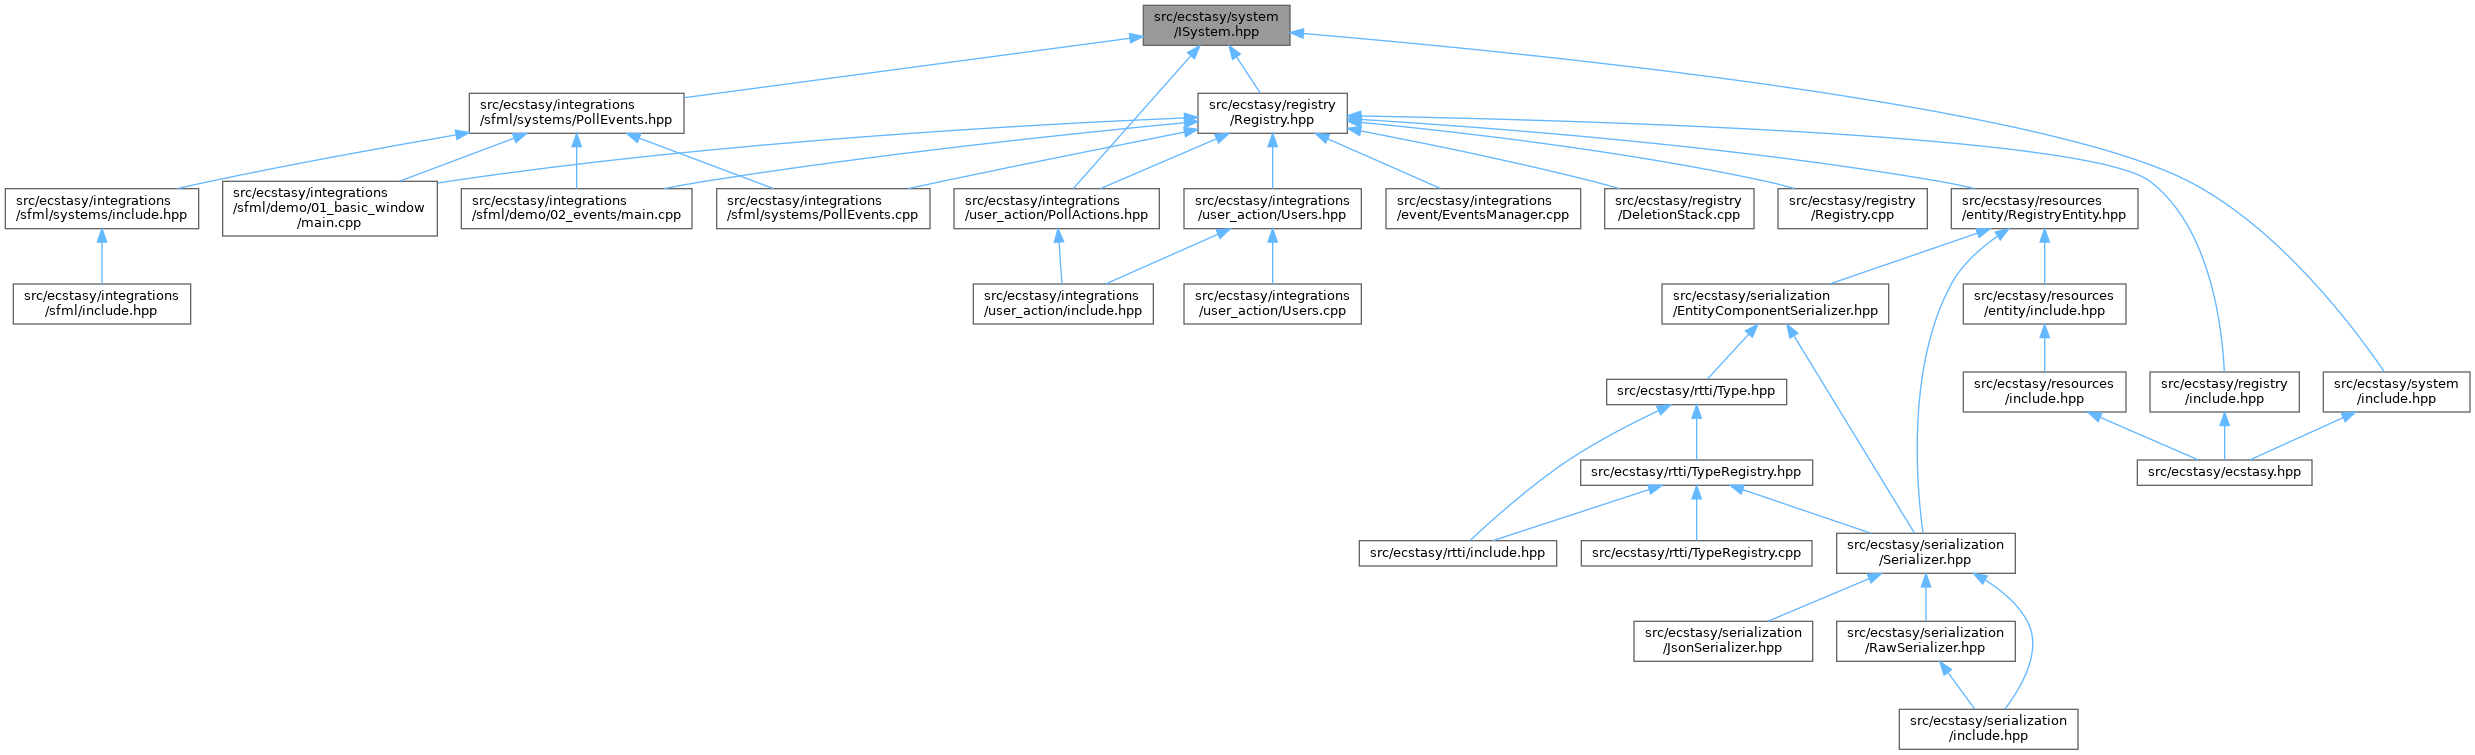 src/ecstasy/system
/ISystem.hpp
src/ecstasy/integrations
/sfml/systems/PollEvents.hpp
src/ecstasy/registry
/Registry.hpp
src/ecstasy/integrations
/sfml/systems/include.hpp
src/ecstasy/integrations
/sfml/demo/01_basic_window
/main.cpp
src/ecstasy/integrations
/sfml/demo/02_events/main.cpp
src/ecstasy/integrations
/sfml/systems/PollEvents.cpp
src/ecstasy/integrations
/user_action/PollActions.hpp
src/ecstasy/integrations
/user_action/Users.hpp
src/ecstasy/integrations
/event/EventsManager.cpp
src/ecstasy/registry
/DeletionStack.cpp
src/ecstasy/registry
/Registry.cpp
src/ecstasy/resources
/entity/RegistryEntity.hpp
src/ecstasy/integrations
/sfml/include.hpp
src/ecstasy/integrations
/user_action/include.hpp
src/ecstasy/integrations
/user_action/Users.cpp
src/ecstasy/serialization
/EntityComponentSerializer.hpp
src/ecstasy/resources
/entity/include.hpp
src/ecstasy/rtti/Type.hpp
src/ecstasy/resources
/include.hpp
src/ecstasy/registry
/include.hpp
src/ecstasy/system
/include.hpp
src/ecstasy/rtti/TypeRegistry.hpp
src/ecstasy/ecstasy.hpp
src/ecstasy/rtti/include.hpp
src/ecstasy/rtti/TypeRegistry.cpp
src/ecstasy/serialization
/Serializer.hpp
src/ecstasy/serialization
/JsonSerializer.hpp
src/ecstasy/serialization
/RawSerializer.hpp
src/ecstasy/serialization
/include.hpp